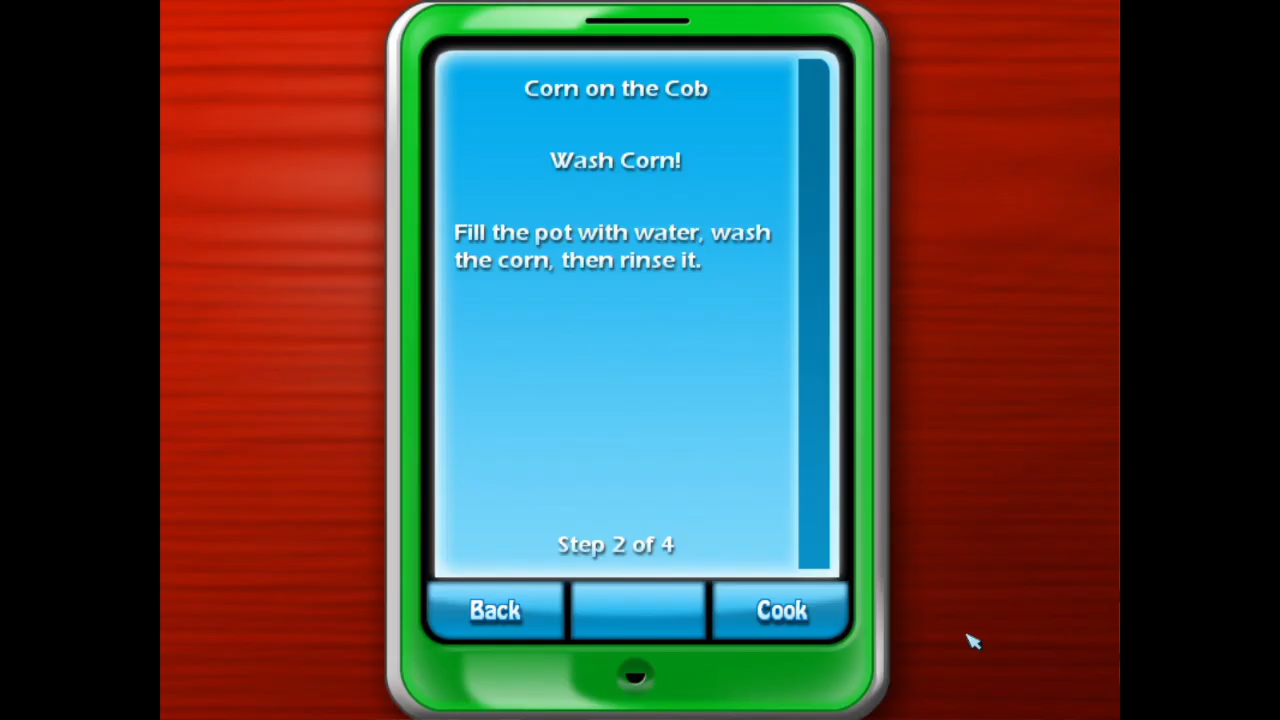 Corn on the Cob
Wash Corn!
Fill the pot with water, wash
the corn, then rinse it.
Step 2 of 4
Back
Cook